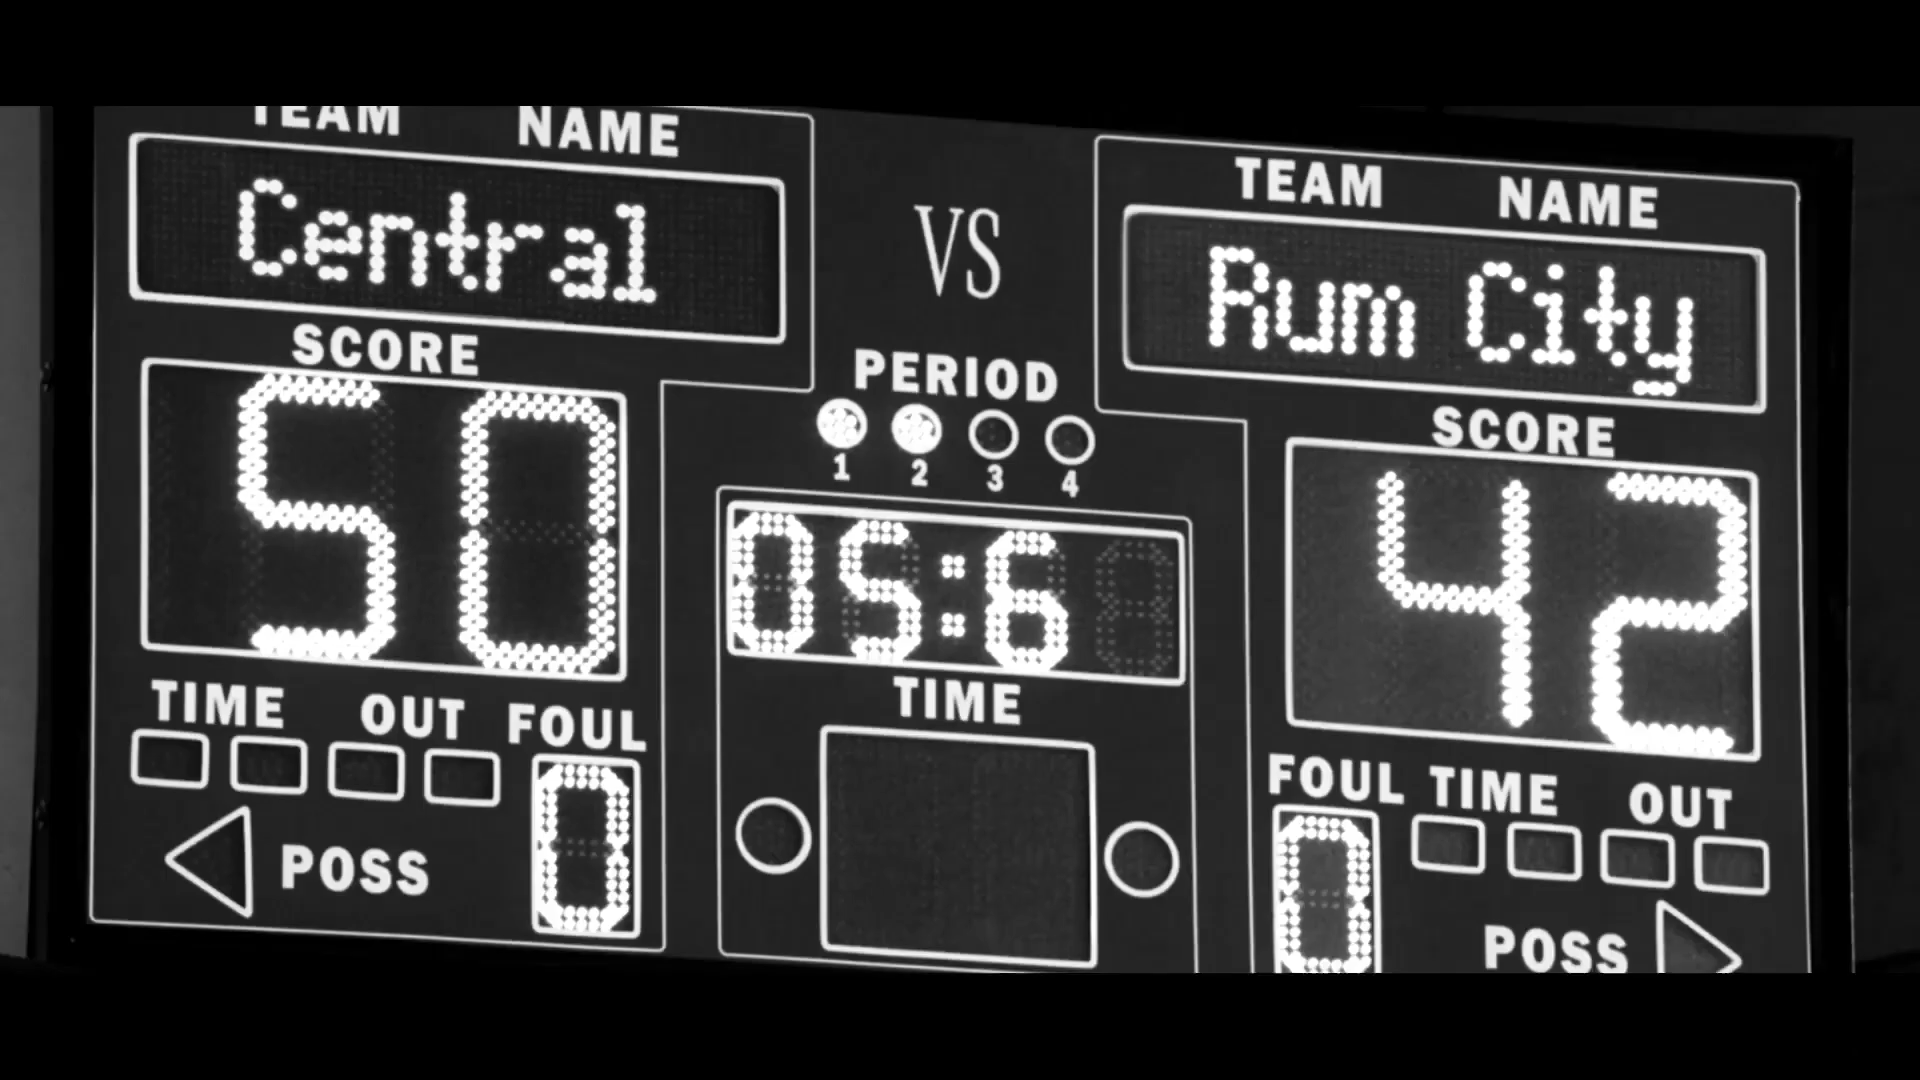 TEAM NAME
Central
SCORE
50
TIME OUT FOUL
0
POSS
VS
PERIOD
1 2 3 4
05:6
TIME
TEAM NAME
Rum City
SCORE
42
FOUL TIME OUT
0
POSS